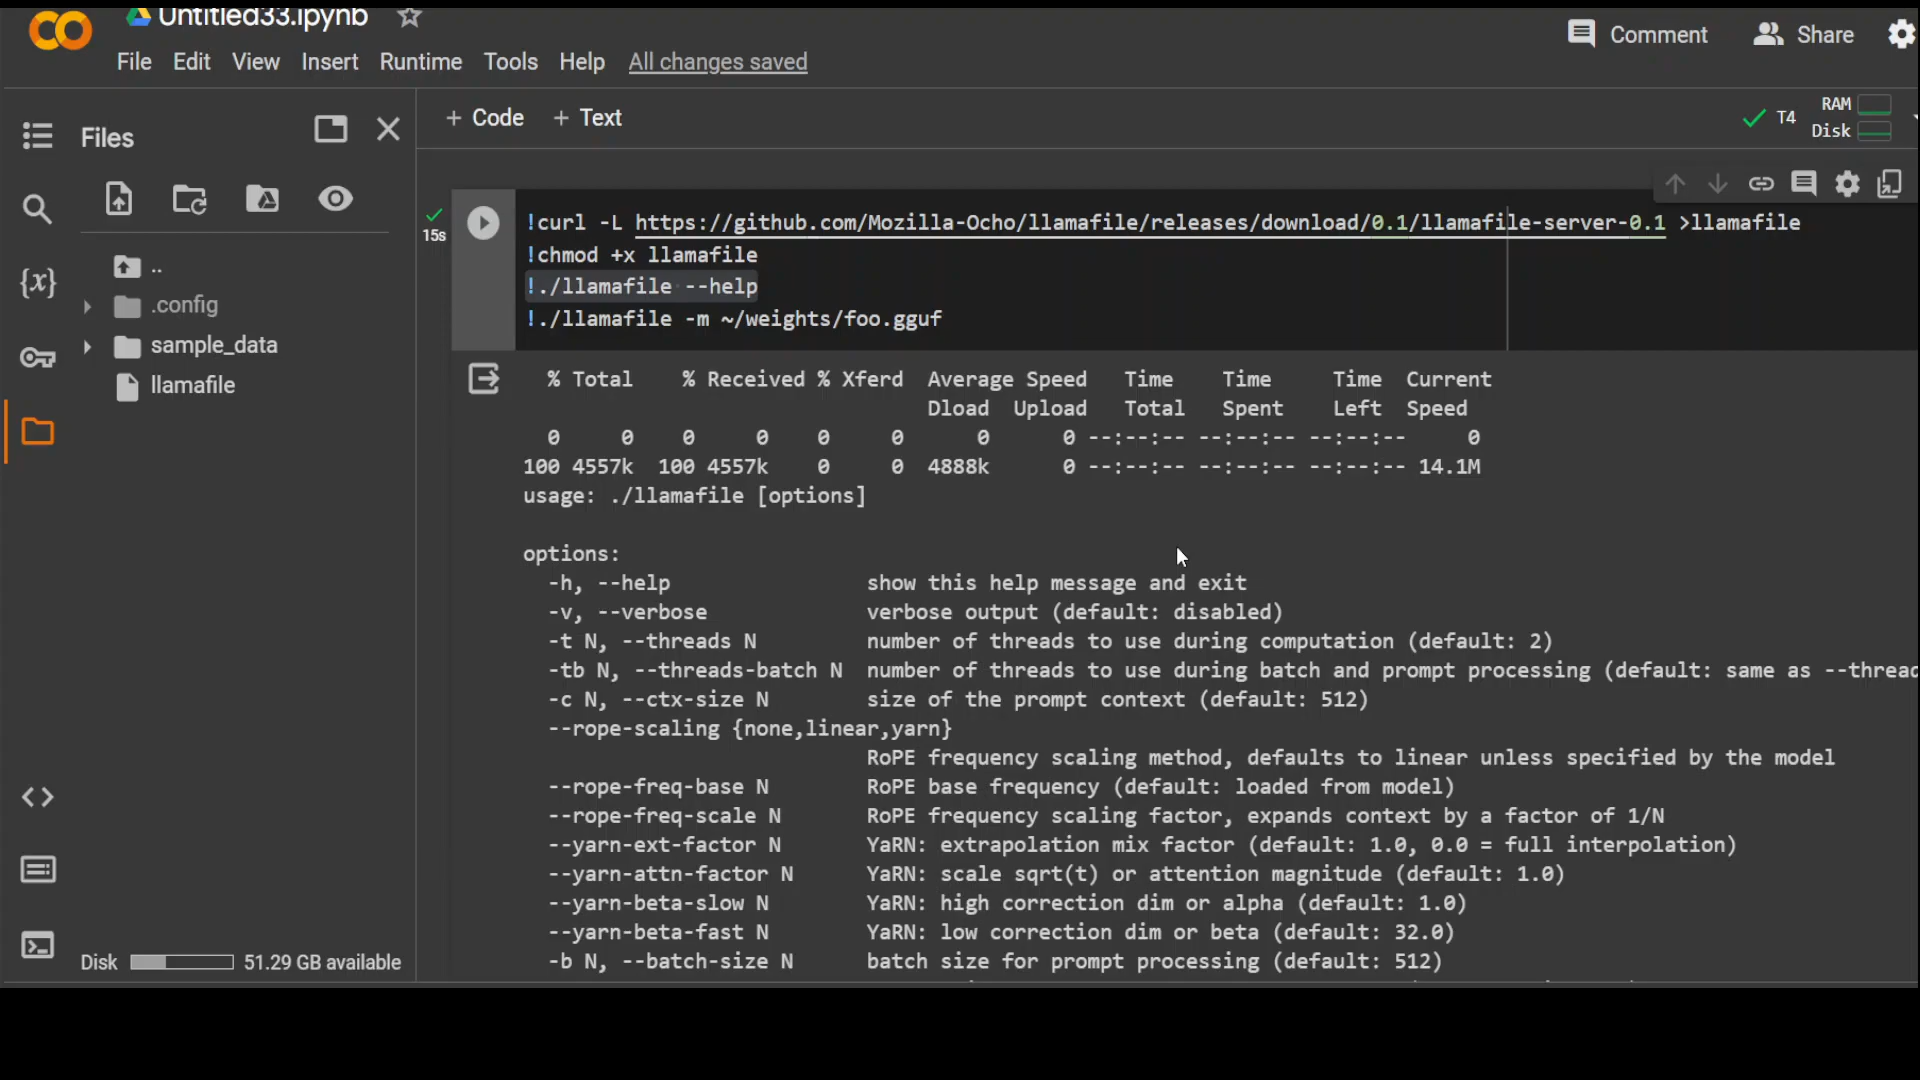 Untitled33.ipynb
File Edit View Insert Runtime Tools Help All changes saved
Comment Share
Files
+ Code + Text
T4 RAM
Disk
..
.config
sample_data
llamafile
Disk 51.29 GB available
15s
!curl -L https://github.com/Mozilla-Ocho/llamafile/releases/download/0.1/llamafile-server-0.1 >llamafile
!chmod +x llamafile
!./llamafile --help
!./llamafile -m ~/weights/foo.gguf
% Total % Received % Xferd Average Speed Time Time Time Current
Dload Upload Total Spent Left Speed
0 0 0 0 0 0 0 0 --:--:-- --:--:-- --:--:-- 0
100 4557k 100 4557k 0 0 4888k 0 --:--:-- --:--:-- --:--:-- 14.1M
usage: ./llamafile [options]
options:
-h, --help show this help message and exit
-v, --verbose verbose output (default: disabled)
-t N, --threads N number of threads to use during computation (default: 2)
-tb N, --threads-batch N number of threads to use during batch and prompt processing (default: same as --threac
-c N, --ctx-size N size of the prompt context (default: 512)
--rope-scaling {none,linear,yarn}
RoPE frequency scaling method, defaults to linear unless specified by the model
--rope-freq-base N RoPE base frequency (default: loaded from model)
--rope-freq-scale N RoPE frequency scaling factor, expands context by a factor of 1/N
--yarn-ext-factor N YaRN: extrapolation mix factor (default: 1.0, 0.0 = full interpolation)
--yarn-attn-factor N YaRN: scale sqrt(t) or attention magnitude (default: 1.0)
--yarn-beta-slow N YaRN: high correction dim or alpha (default: 1.0)
--yarn-beta-fast N YaRN: low correction dim or beta (default: 32.0)
-b N, --batch-size N batch size for prompt processing (default: 512)